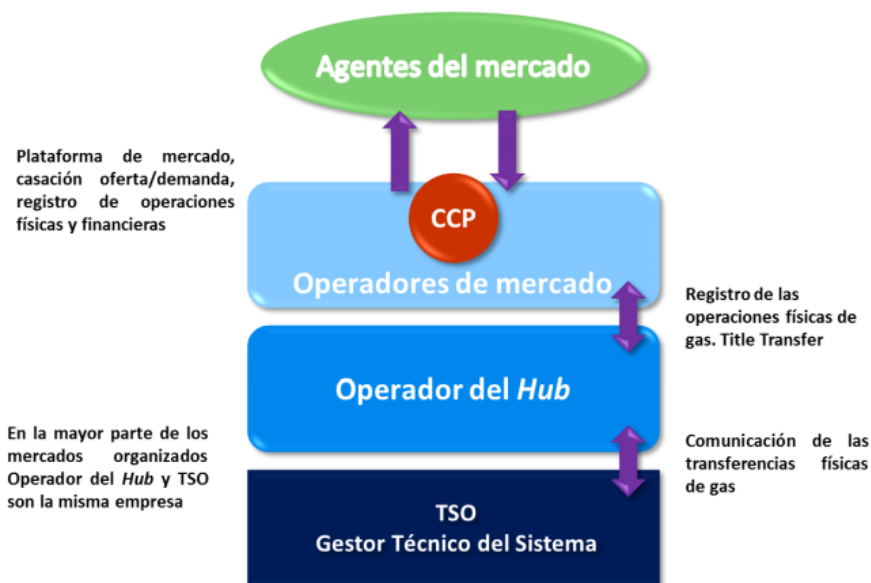 Agentes del mercado
Plataforma de mercado,
casación oferta/demanda,
registro de operaciones
físicas y financieras
CCP
Operadores de mercado
Registro de las
operaciones físicas de
gas. Title Transfer
Operador del Hub
En la mayor parte de los
mercados organizados
Operador del Hub y TSO
son la misma empresa
Comunicación de las
transferencias físicas
de gas
TSO
Gestor Técnico del Sistema